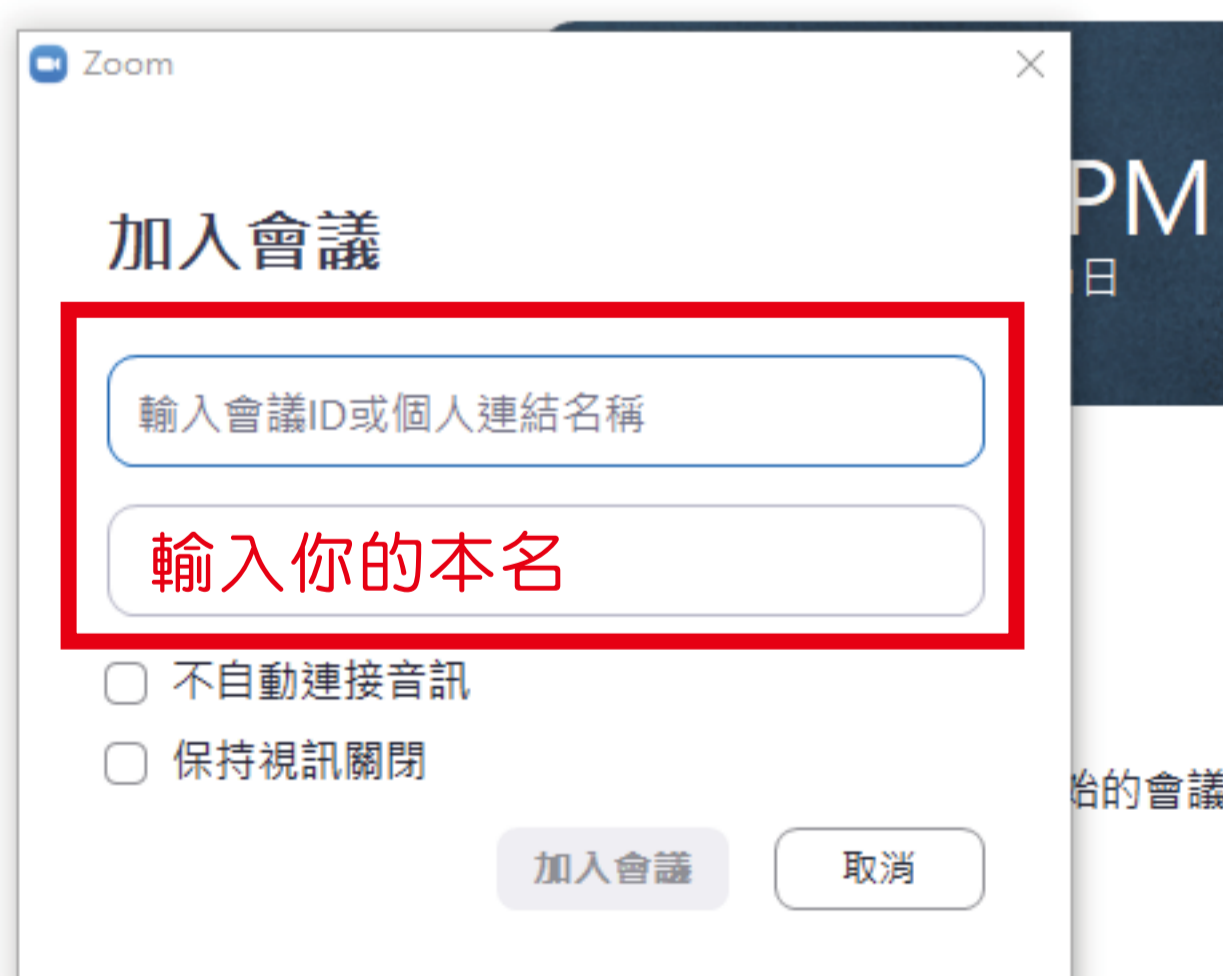 Zoom
PM
日
加入會議
輸入會議ID或個人連結名稱
輸入你的本名
不自動連接音訊
保持視訊關閉
始的會議
加入會議
取消